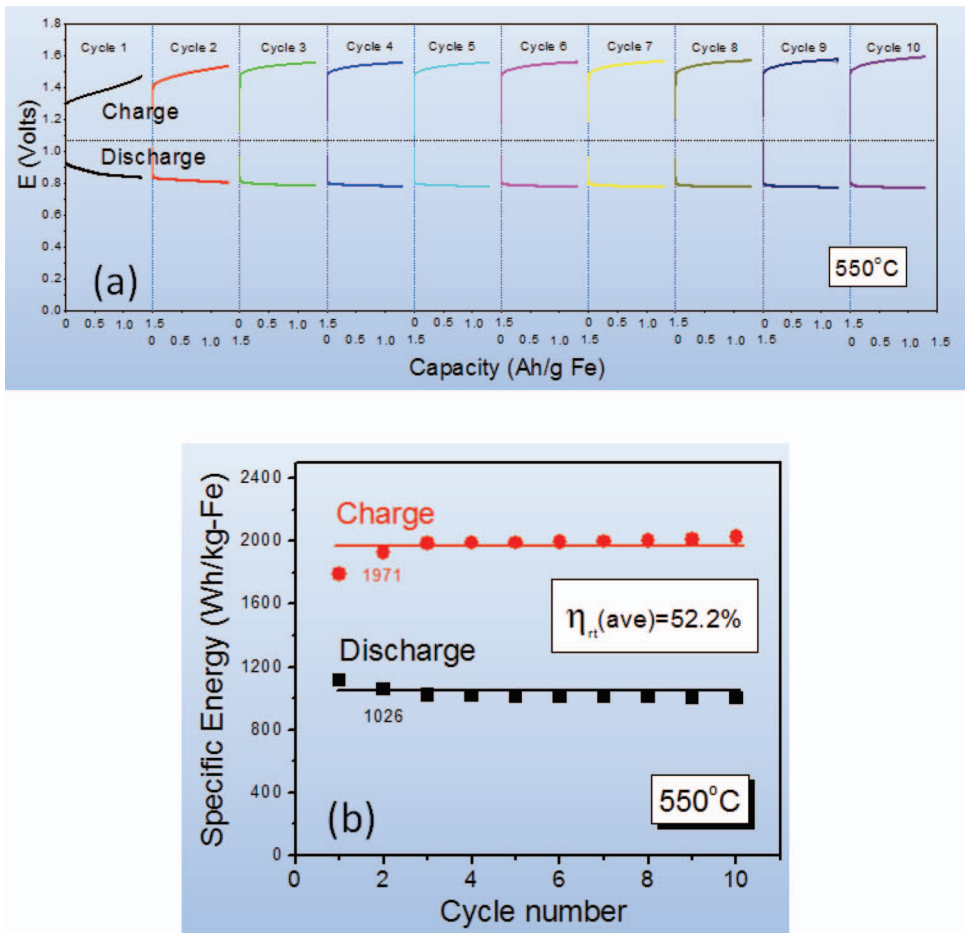 1.8
1.6
1.4
1.2
1.0
0.8
0.6
0.4
0.2
0.0
E (Volts)
Cycle 1 Cycle 2 Cycle 3 Cycle 4 Cycle 5 Cycle 6 Cycle 7 Cycle 8 Cycle 9 Cycle 10
Charge
Discharge
(a)
550°C
0 0.5 1.0 1.5 0 0.5 1.0 1.5 0 0.5 1.0 1.5 0 0.5 1.0 1.5 0 0.5 1.0 1.5
0 0.5 1.0 1.5 0 0.5 1.0 1.5 0 0.5 1.0 1.5 0 0.5 1.0 1.5 0 0.5 1.0 1.5
Capacity (Ah/g Fe)
2400
2000
1600
1200
800
400
0
Specific Energy (Wh/kg-Fe)
Charge
1971
ηrt(ave)=52.2%
Discharge
1026
(b)
550°C
0 2 4 6 8 10
Cycle number